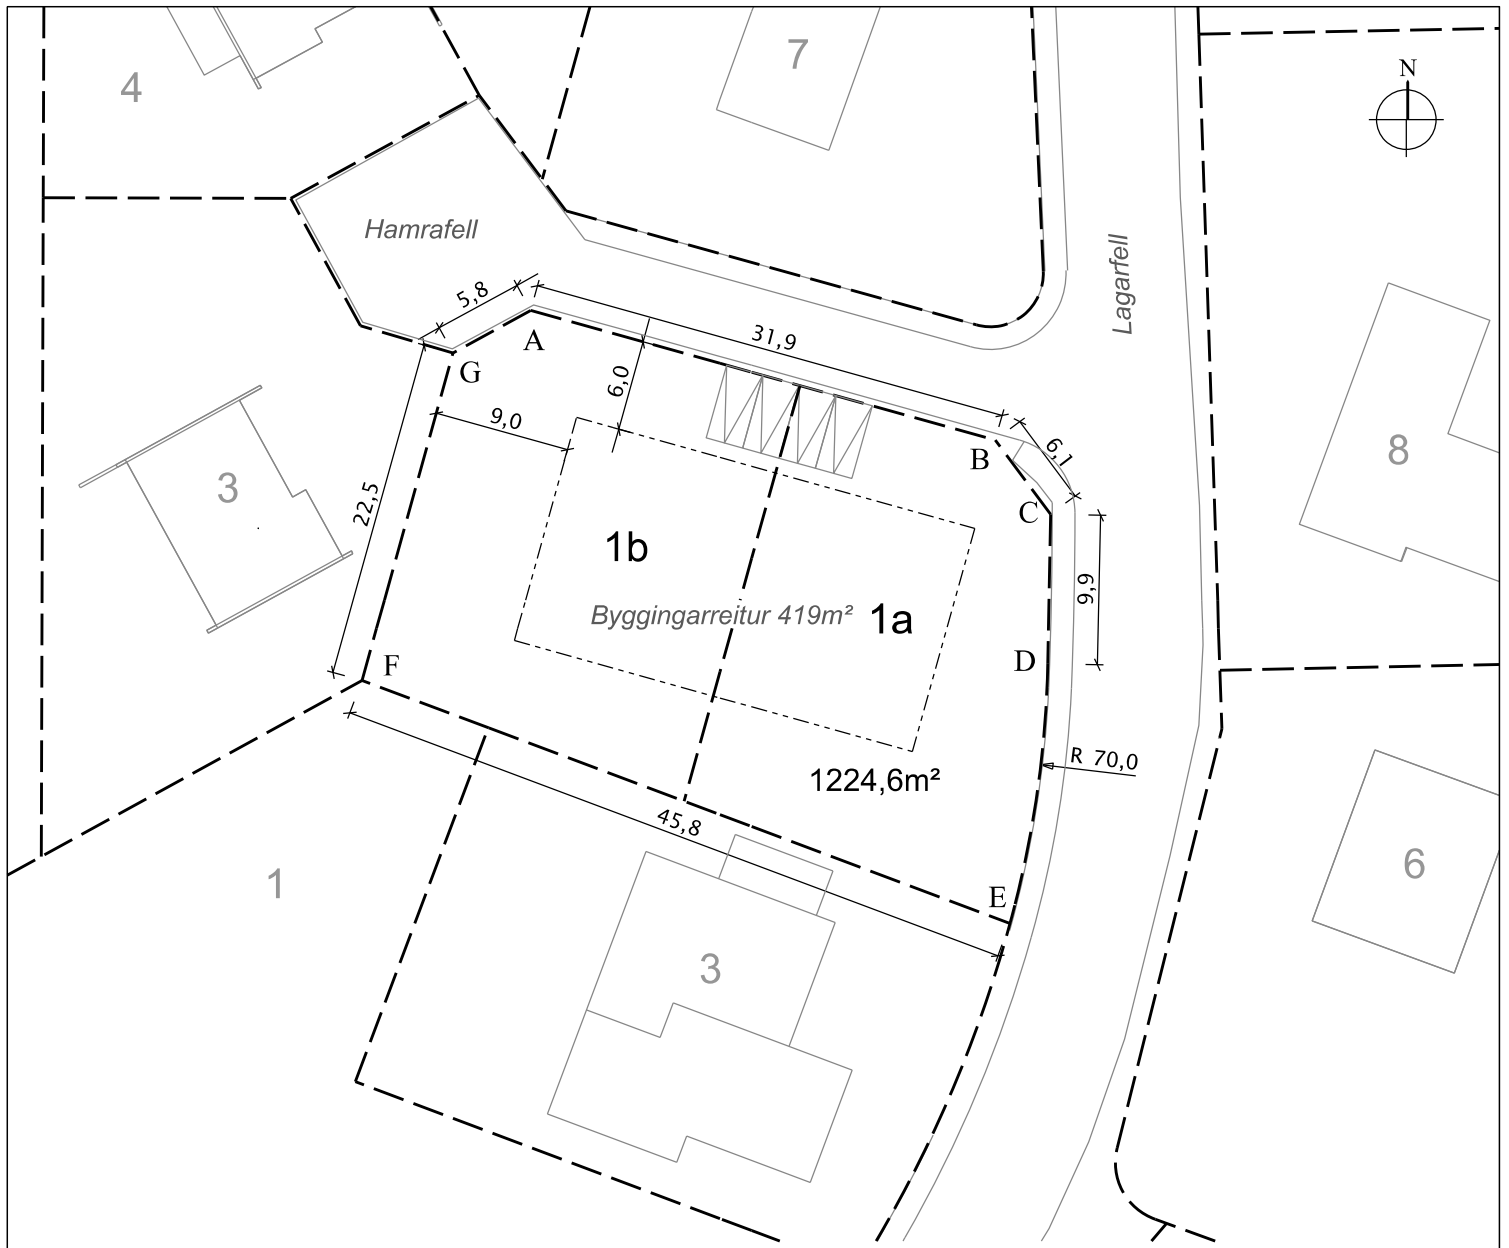 4
7
N
Hamrafell
Lagarfell
5,8
A
31,9
G
6,0
9,0
B
6,1
8
3
22,5
C
1b
9,9
Byggingarreitur 419m²
1a
F
D
R 70,0
1224,6m²
45,8
1
E
6
3